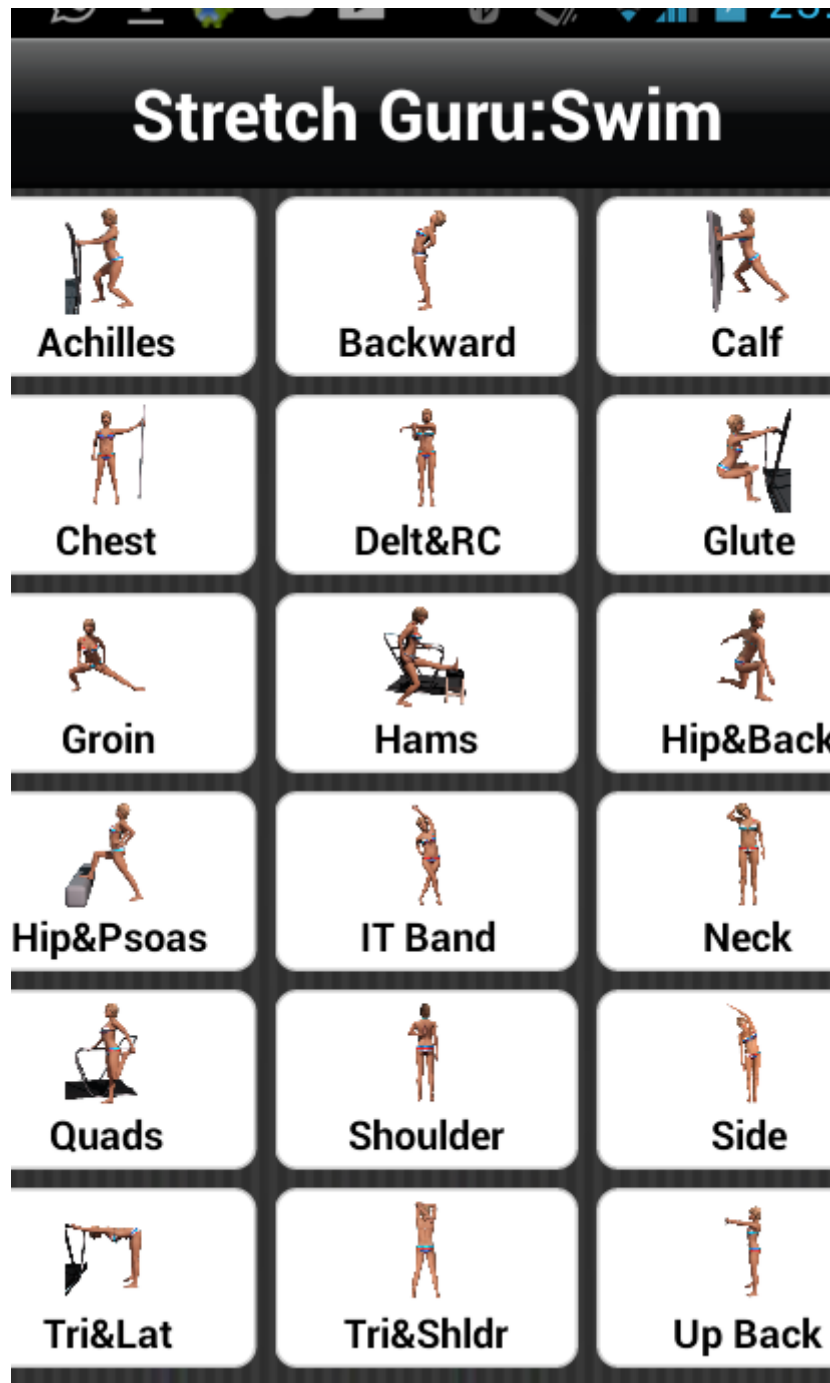 Stretch Guru:Swim
Achilles
Backward
Calf
Chest
Delt&RC
Glute
Groin
Hams
Hip&Back
Hip&Psoas
IT Band
Neck
Quads
Shoulder
Side
Tri&Lat
Tri&Shldr
Up Back